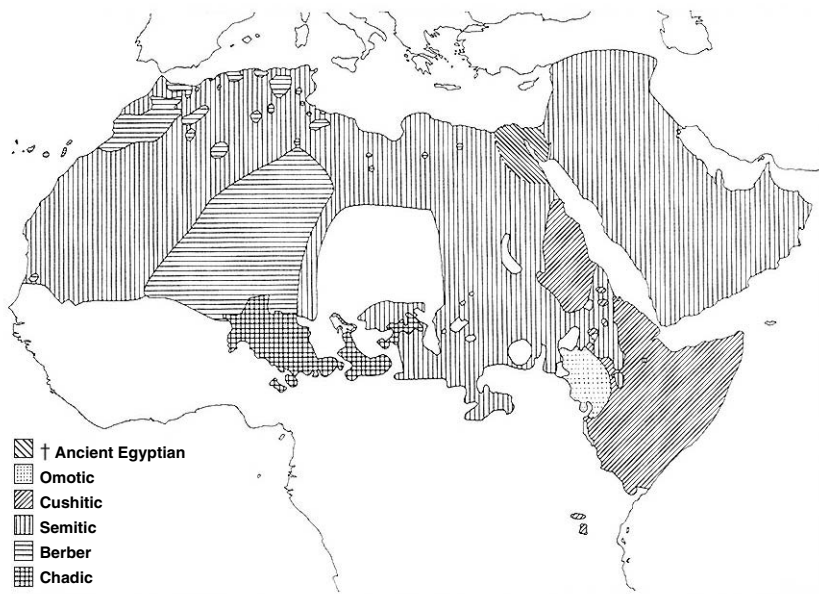 † Ancient Egyptian
Omotic
Cushitic
Semitic
Berber
Chadic